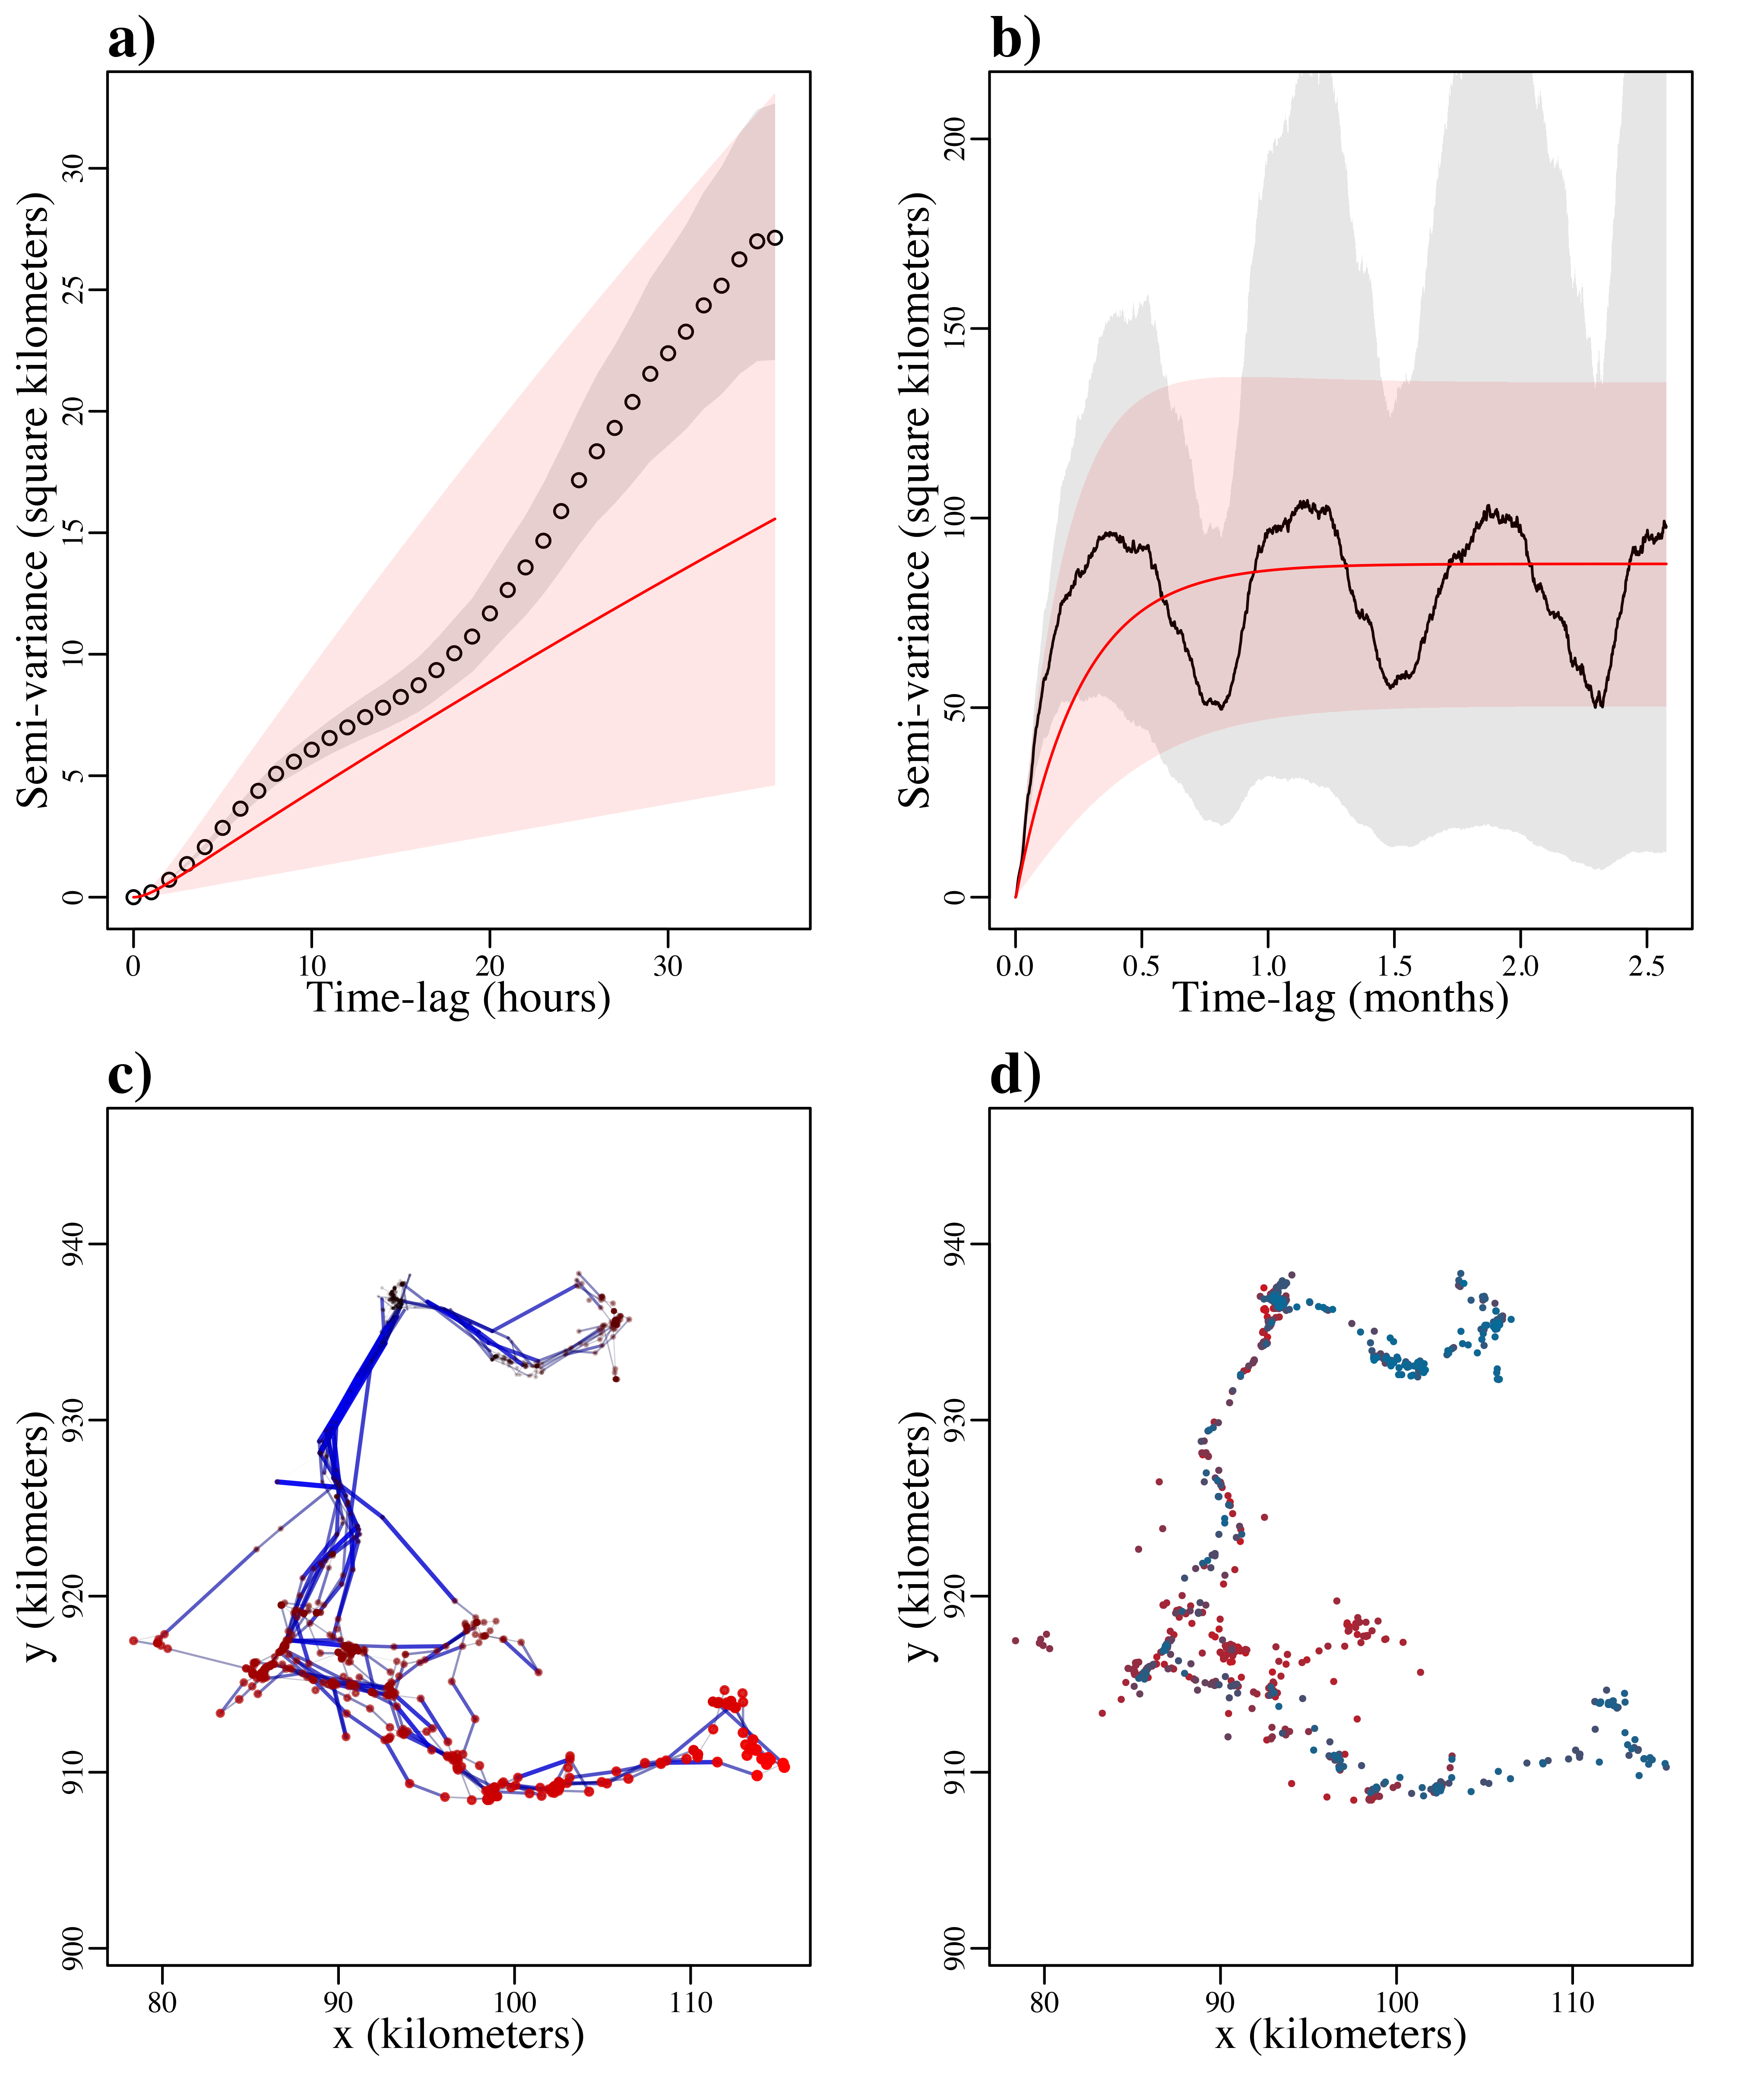 a)
Semi-variance (square kilometers)
0 5 10 15 20 25 30
0 10 20 30
Time-lag (hours)
b)
Semi-variance (square kilometers)
0 50 100 150 200
0.0 0.5 1.0 1.5 2.0 2.5
Time-lag (months)
c)
y (kilometers)
900 910 920 930 940
80 90 100 110
x (kilometers)
d)
y (kilometers)
900 910 920 930 940
80 90 100 110
x (kilometers)